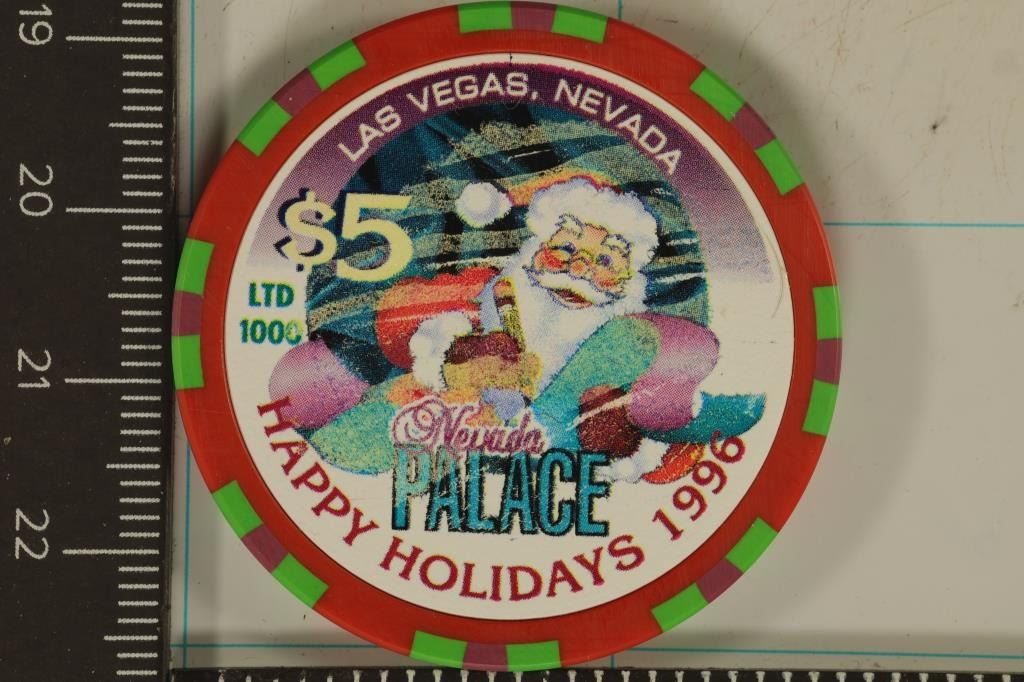 LAS VEGAS, NEVADA
$5
LTD
1000
Nevada
PALACE
HAPPY HOLIDAYS 1996
19
20
21
22